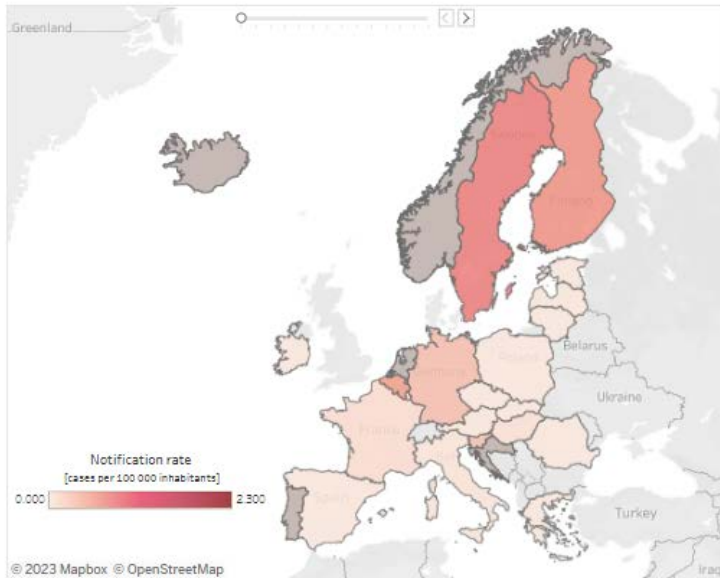 Greenland
Sweden
Finland
Belarus
Poland
Germany
Ukraine
France
Notification rate
[cases per 100 000 inhabitants]
0.000
2.300
Spain
Turkey
Iraq
© 2023 Mapbox © OpenStreetMap